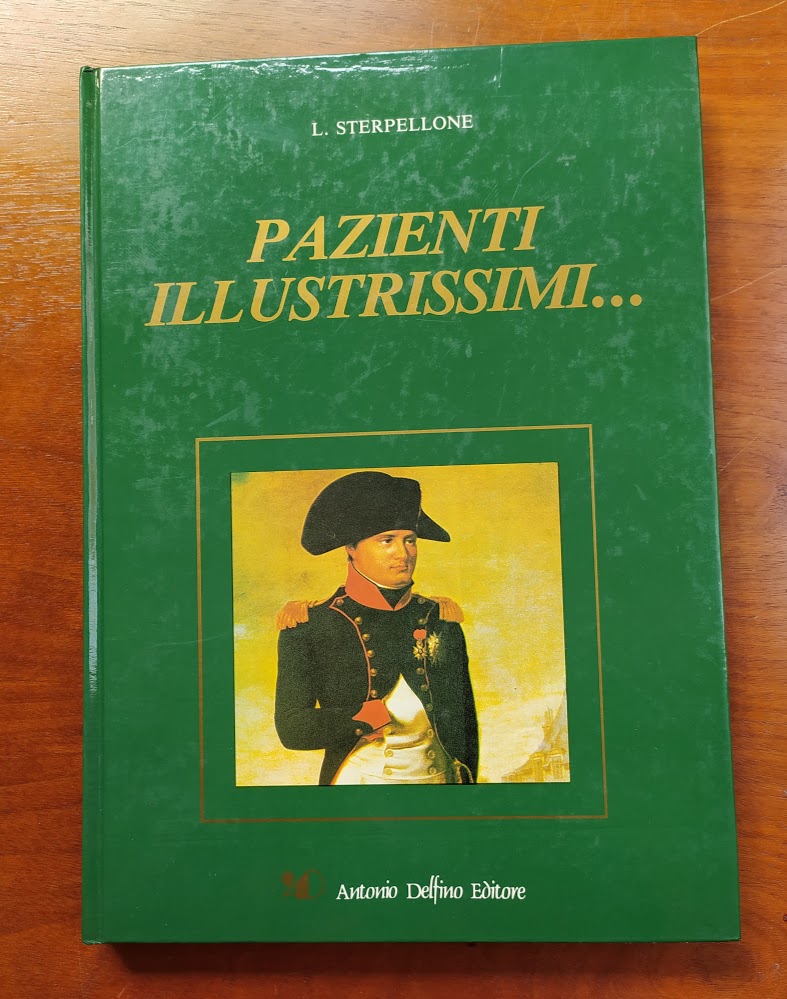 L. STERPELLONE
PAZIENTI
ILLUSTRISSIMI...
Antonio Delfino Editore